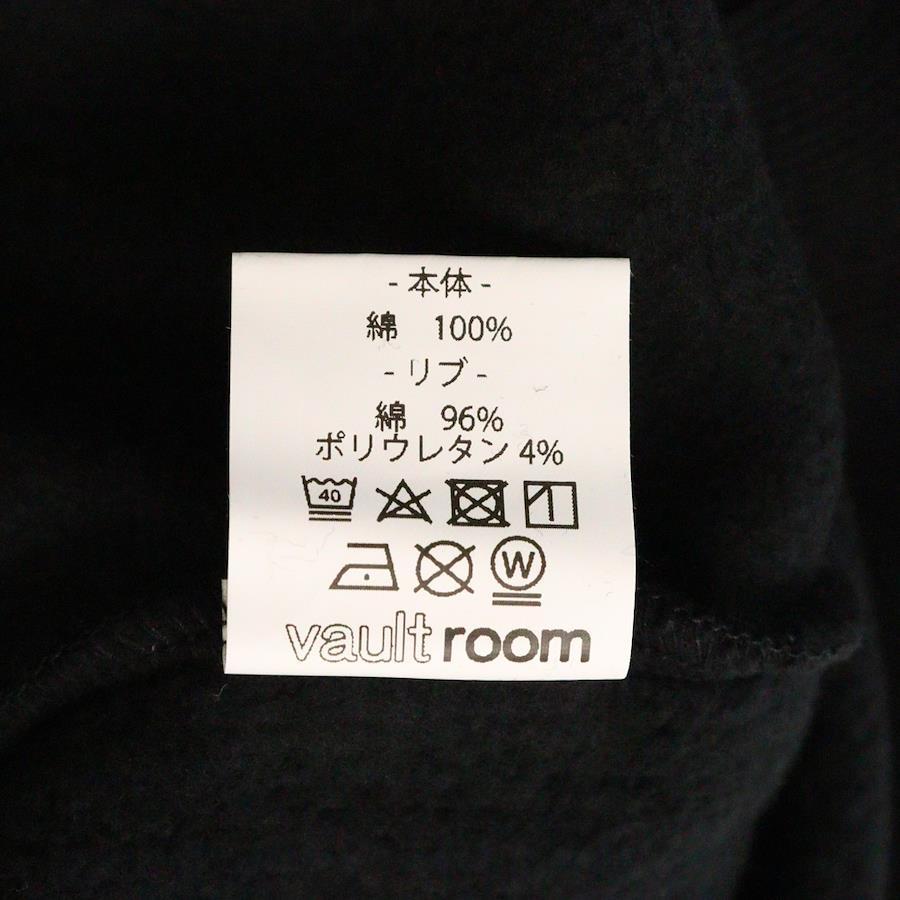 - 本体 -
綿 100%
- リブ -
綿 96%
ポリウレタン 4%
40
W
vault room